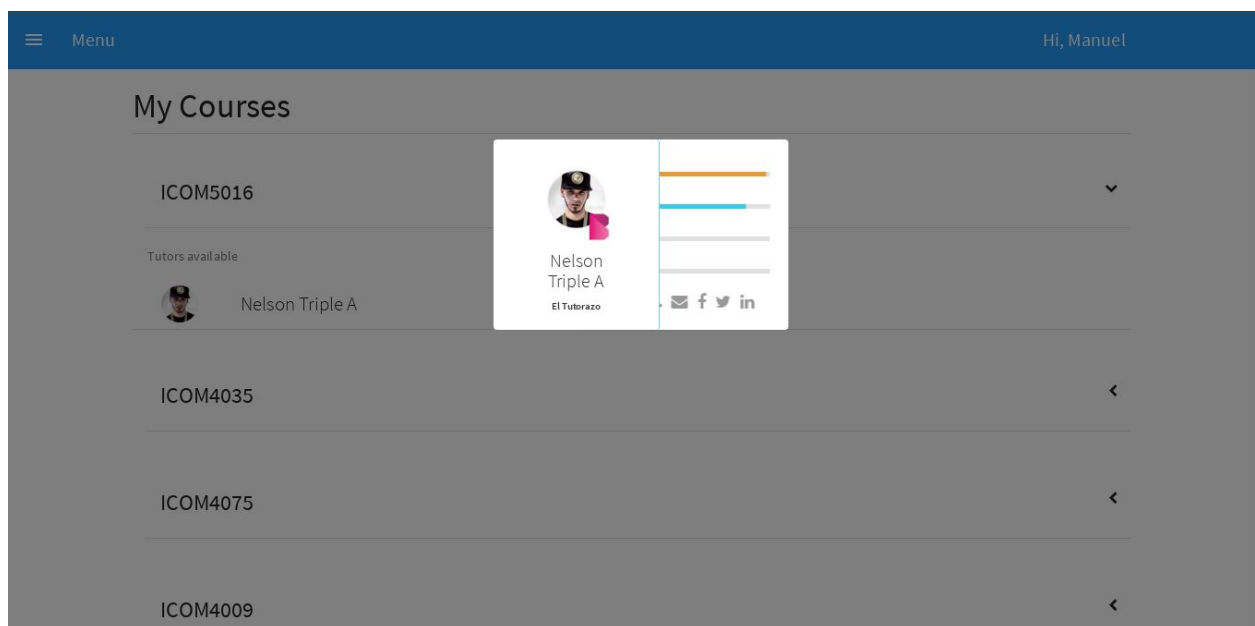 Menu
Hi, Manuel
My Courses
ICOM5016
Tutors available
Nelson Triple A
Nelson
Triple A
El Tutorazo
ICOM4035
ICOM4075
ICOM4009